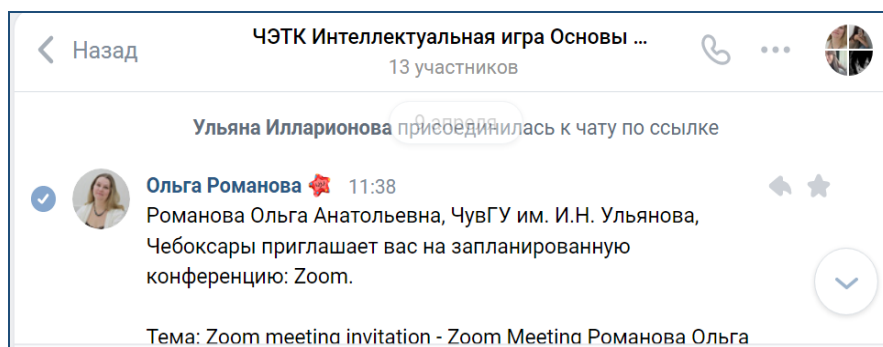 Назад
ЧЭТК Интеллектуальная игра Основы ...
13 участников
9 апреля
Ульяна Илларионова присоединилась к чату по ссылке
Ольга Романова 11:38
Романова Ольга Анатольевна, ЧувГУ им. И.Н. Ульянова,
Чебоксары приглашает вас на запланированную
конференцию: Zoom.
Тема: Zoom meeting invitation - Zoom Meeting Романова Ольга